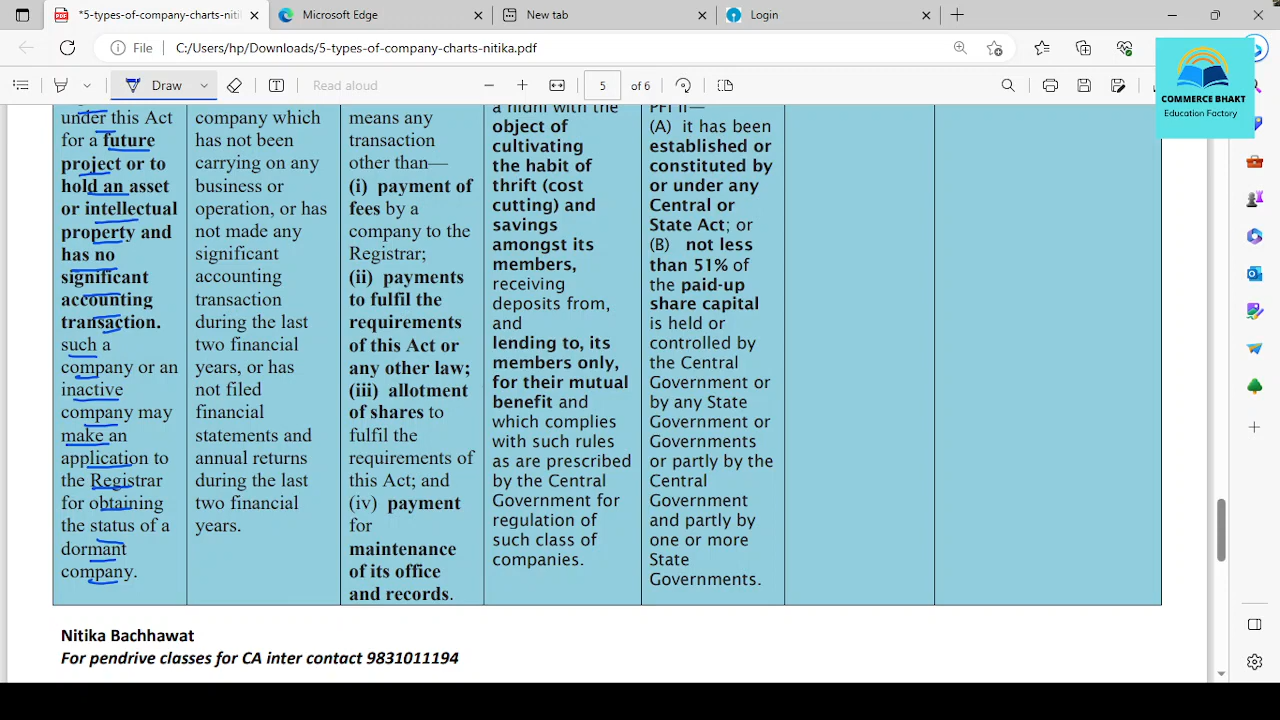 *5-types-of-company-charts-niti
Microsoft Edge
New tab
Login
File
C:/Users/hp/Downloads/5-types-of-company-charts-nitika.pdf
Draw
Read aloud
5
of 6
COMMERCE BHAKT
Education Factory
under this Act
for a future
project or to
hold an asset
or intellectual
property and
has no
significant
accounting
transaction.
such a
company or an
inactive
company may
make an
application to
the Registrar
for obtaining
the status of a
dormant
company.
company which
has not been
carrying on any
business or
operation, or has
not made any
significant
accounting
transaction
during the last
two financial
years, or has
not filed
financial
statements and
annual returns
during the last
two financial
years.
means any
transaction
other than—
(i) payment of
fees by a
company to the
Registrar;
(ii) payments
to fulfil the
requirements
of this Act or
any other law;
(iii) allotment
of shares to
fulfil the
requirements of
this Act; and
(iv) payment
for
maintenance
of its office
and records.
a nidhi with the
object of
cultivating
the habit of
thrift (cost
cutting) and
savings
amongst its
members,
receiving
deposits from,
and
lending to, its
members only,
for their mutual
benefit and
which complies
with such rules
as are prescribed
by the Central
Government for
regulation of
such class of
companies.
PFI if—
(A) it has been
established or
constituted by
or under any
Central or
State Act; or
(B) not less
than 51% of
the paid-up
share capital
is held or
controlled by
the Central
Government or
by any State
Government or
Governments
or partly by the
Central
Government
and partly by
one or more
State
Governments.
Nitika Bachhawat
For pendrive classes for CA inter contact 9831011194